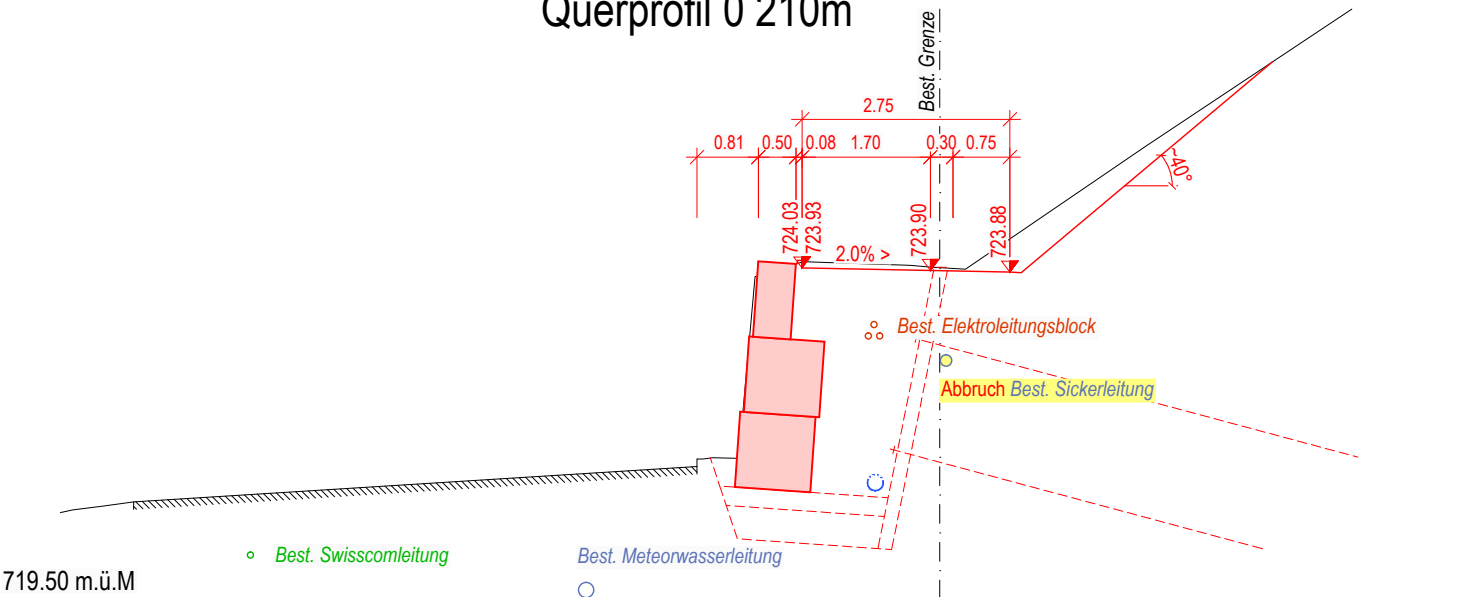 Querprofil 0 210m
Best. Grenze
2.75
0.81 0.50 0.08 1.70 0.30 0.75
~40°
724.03
723.93
723.90
723.88
2.0% >
Best. Elektroleitungsblock
Abbruch Best. Sickerleitung
Best. Swisscomleitung
Best. Meteorwasserleitung
719.50 m.ü.M